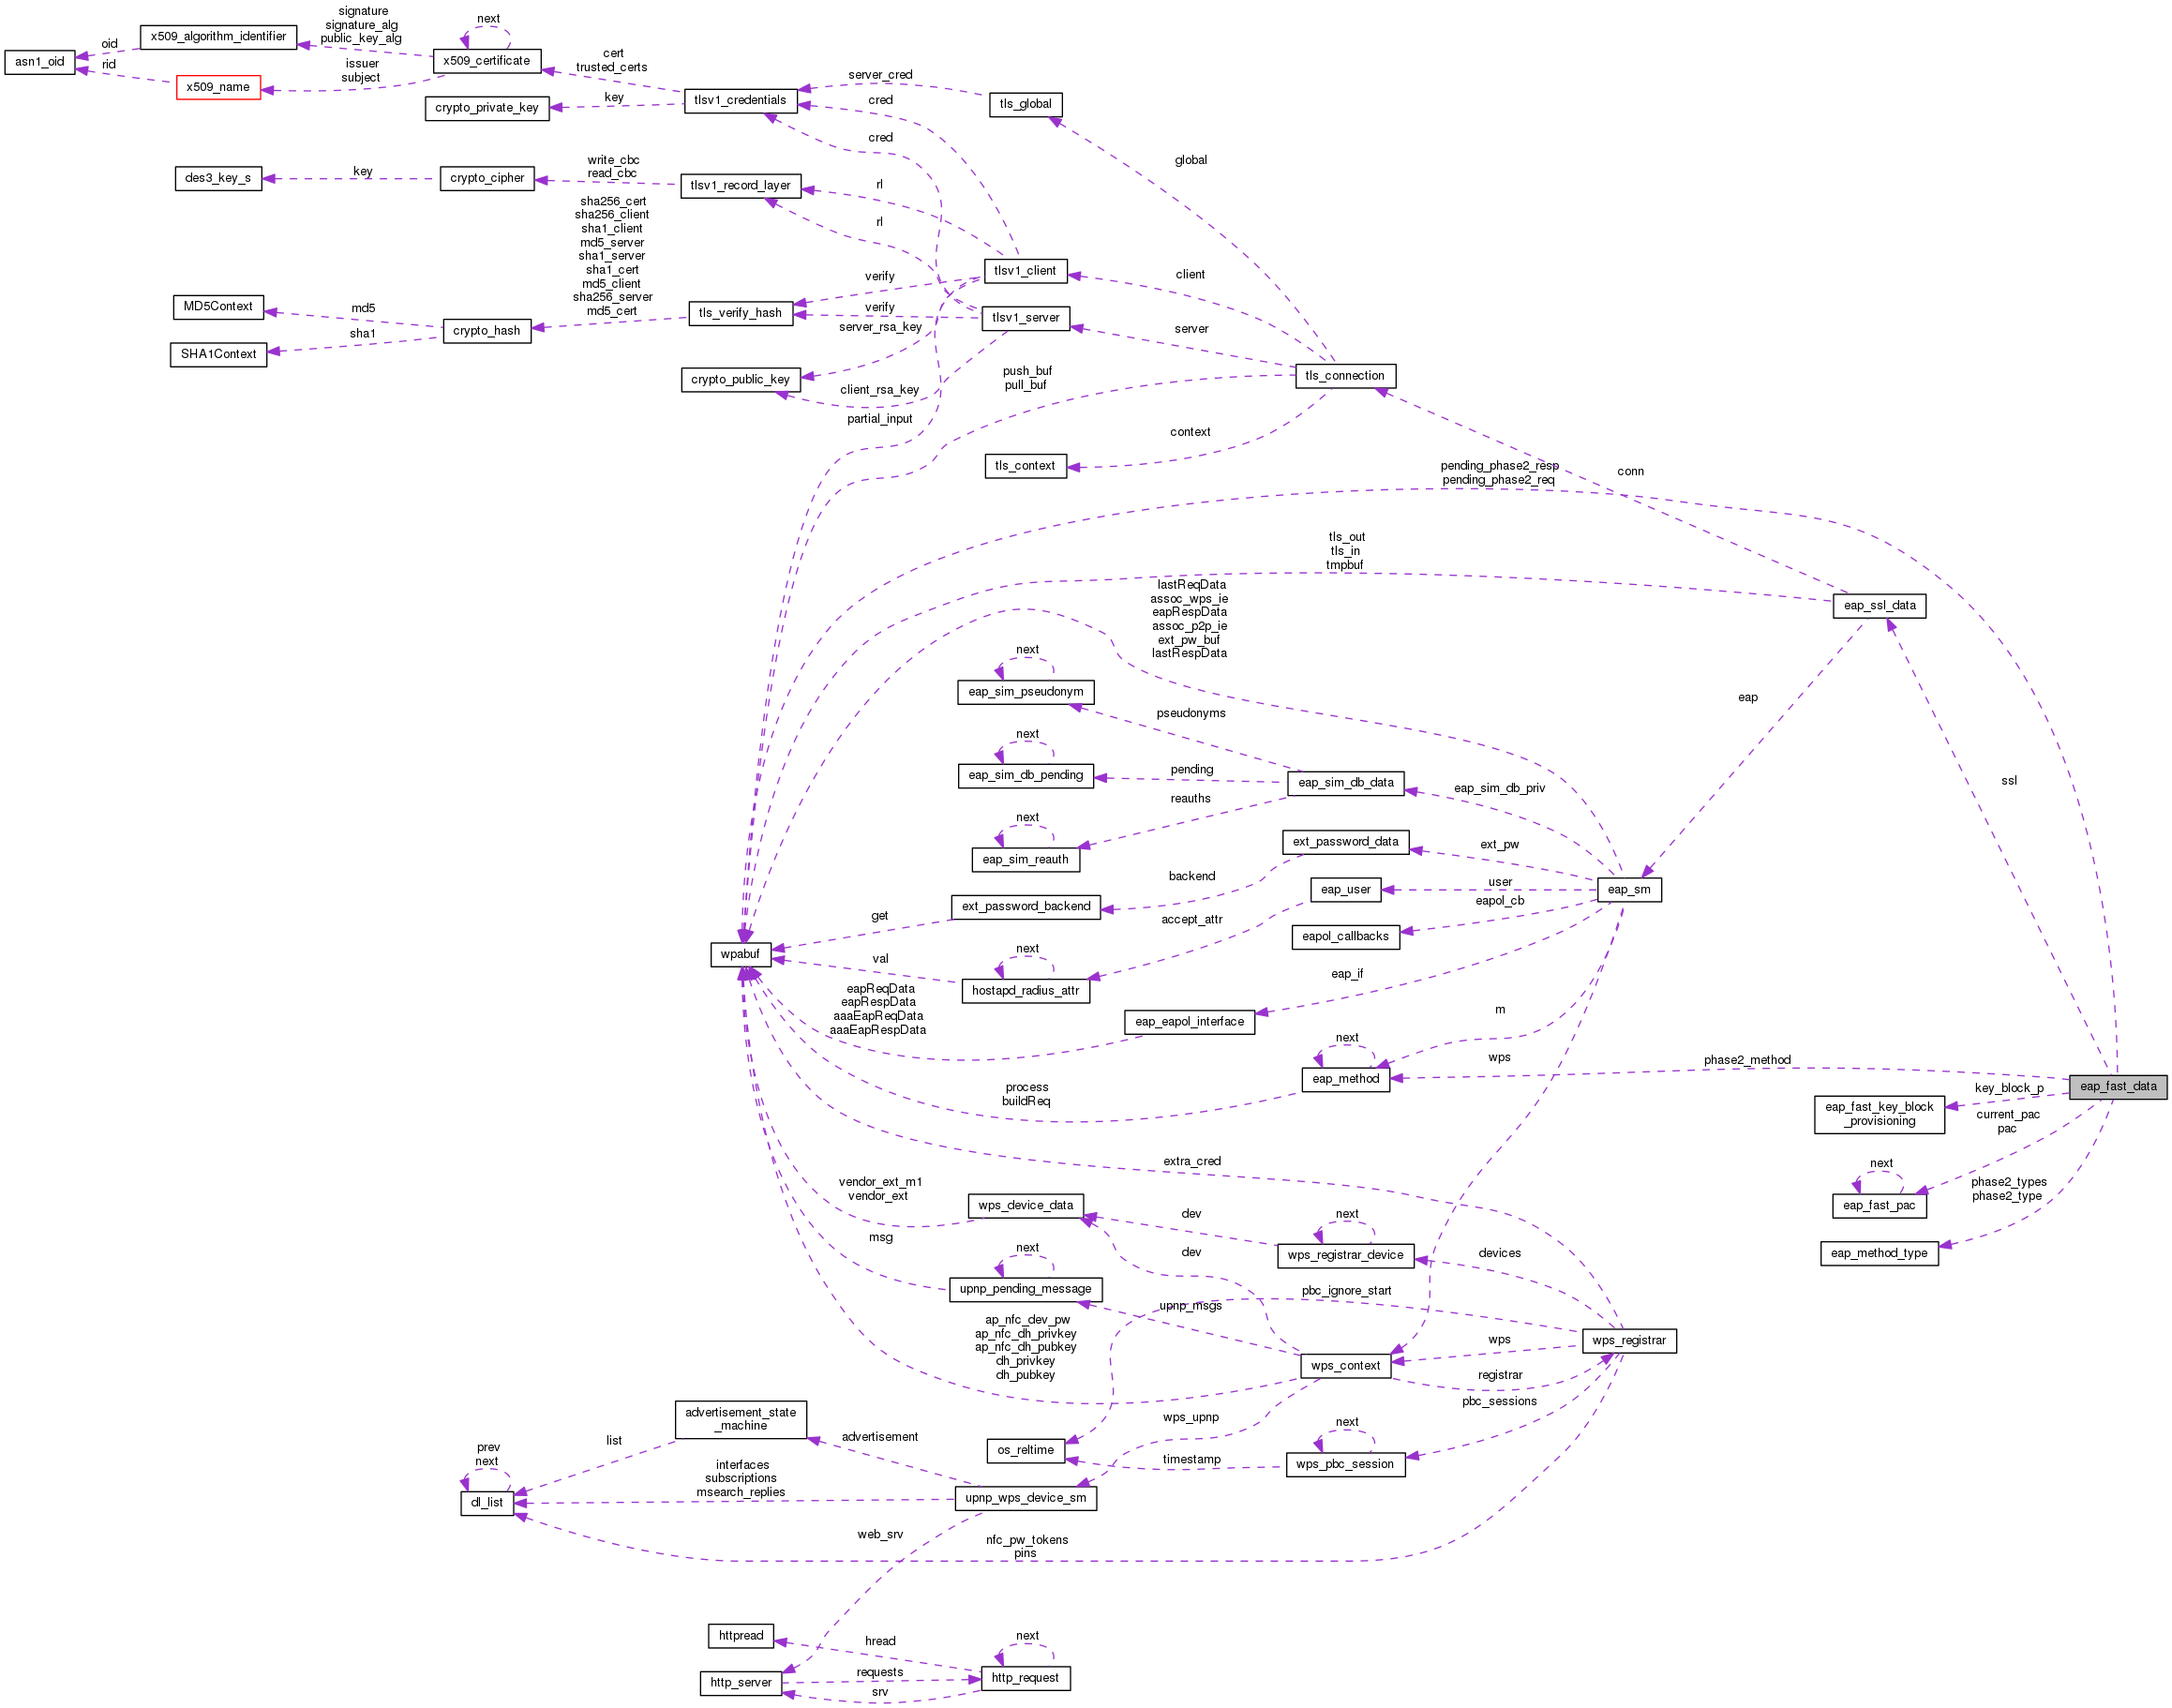 signature
signature_alg
public_key_alg
next
oid
x509_algorithm_identifier
asn1_oid
rid
x509_name
issuer
subject
x509_certificate
cert
trusted_certs
crypto_private_key
key
tlsv1_credentials
server_cred
cred
tls_global
cred
global
des3_key_s
key
crypto_cipher
write_cbc
read_cbc
tlsv1_record_layer
rl
rl
sha256_cert
sha256_client
sha1_client
md5_server
sha1_server
sha1_cert
md5_client
sha256_server
md5_cert
tlsv1_client
client
verify
MD5Context
md5
SHA1Context
sha1
crypto_hash
tls_verify_hash
verify
tlsv1_server
server
server_rsa_key
crypto_public_key
client_rsa_key
partial_input
push_buf
pull_buf
tls_connection
context
tls_context
pending_phase2_resp
pending_phase2_req
conn
tls_out
tls_in
tmpbuf
lastReqData
assoc_wps_ie
eapRespData
assoc_p2p_ie
ext_pw_buf
lastRespData
eap_ssl_data
next
eap_sim_pseudonym
pseudonyms
eap
next
eap_sim_db_pending
pending
eap_sim_db_data
eap_sim_db_priv
ssl
reauths
next
eap_sim_reauth
ext_password_data
ext_pw
backend
eap_user
user
eap_sm
eapol_cb
ext_password_backend
get
accept_attr
eapol_callbacks
wpabuf
val
next
hostapd_radius_attr
eap_if
eapReqData
eapRespData
aaaEapReqData
aaaEapRespData
eap_eapol_interface
m
next
eap_method
wps
phase2_method
process
buildReq
eap_fast_data
key_block_p
eap_fast_key_block
_provisioning
current_pac
pac
next
eap_fast_pac
phase2_types
phase2_type
eap_method_type
extra_cred
vendor_ext_m1
vendor_ext
wps_device_data
dev
next
wps_registrar_device
devices
dev
msg
next
upnp_pending_message
upnp_msgs
pbc_ignore_start
ap_nfc_dev_pw
ap_nfc_dh_privkey
ap_nfc_dh_pubkey
dh_privkey
dh_pubkey
wps_registrar
wps
wps_context
registrar
pbc_sessions
wps_upnp
advertisement_state
_machine
advertisement
os_reltime
timestamp
next
wps_pbc_session
list
prev
next
dl_list
interfaces
subscriptions
msearch_replies
upnp_wps_device_sm
web_srv
nfc_pw_tokens
pins
httpread
hread
next
http_request
http_server
requests
srv